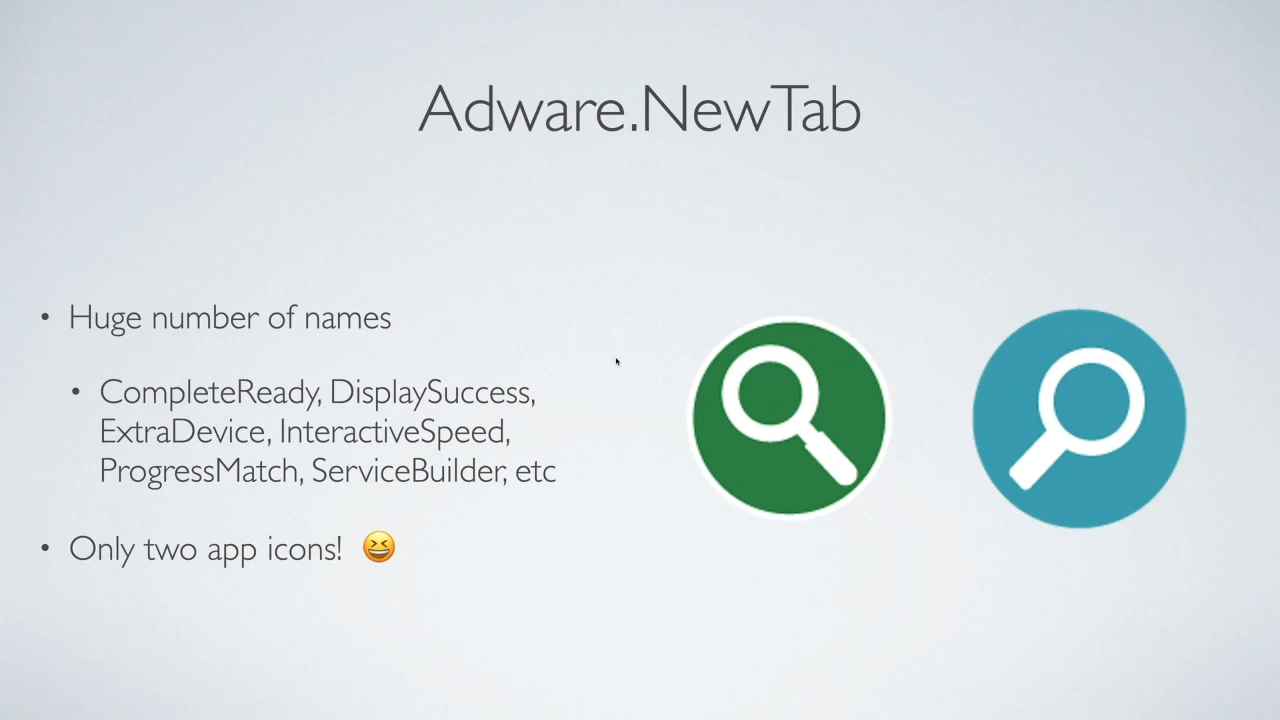 Adware.NewTab
• Huge number of names
• CompleteReady, DisplaySuccess,
ExtraDevice, InteractiveSpeed,
ProgressMatch, ServiceBuilder, etc
• Only two app icons! 😆